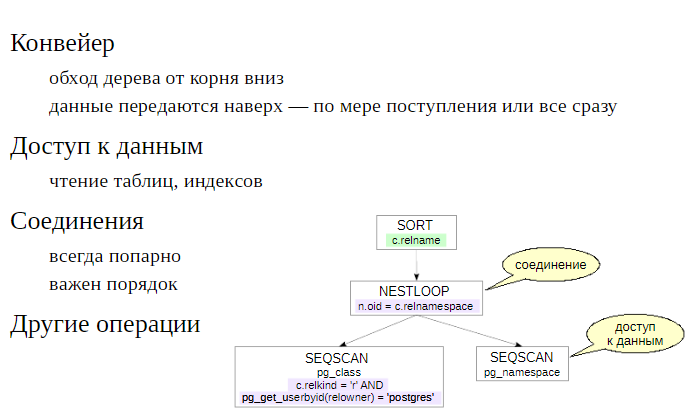 Конвейер
обход дерева от корня вниз
данные передаются наверх — по мере поступления или все сразу
Доступ к данным
чтение таблиц, индексов
Соединения
всегда попарно
важен порядок
Другие операции
SORT
c.relname
соединение
NESTLOOP
n.oid = c.relnamespace
доступ
к данным
SEQSCAN
pg_class
c.relkind = 'r' AND
pg_get_userbyid(relowner) = 'postgres'
SEQSCAN
pg_namespace